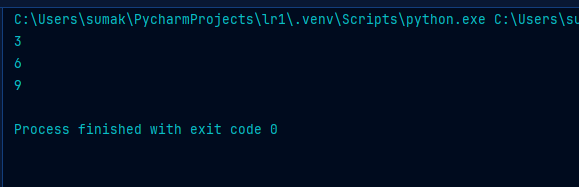 C:\Users\sumak\PycharmProjects\lr1\.venv\Scripts\python.exe C:\Users\su
3
6
9
Process finished with exit code 0